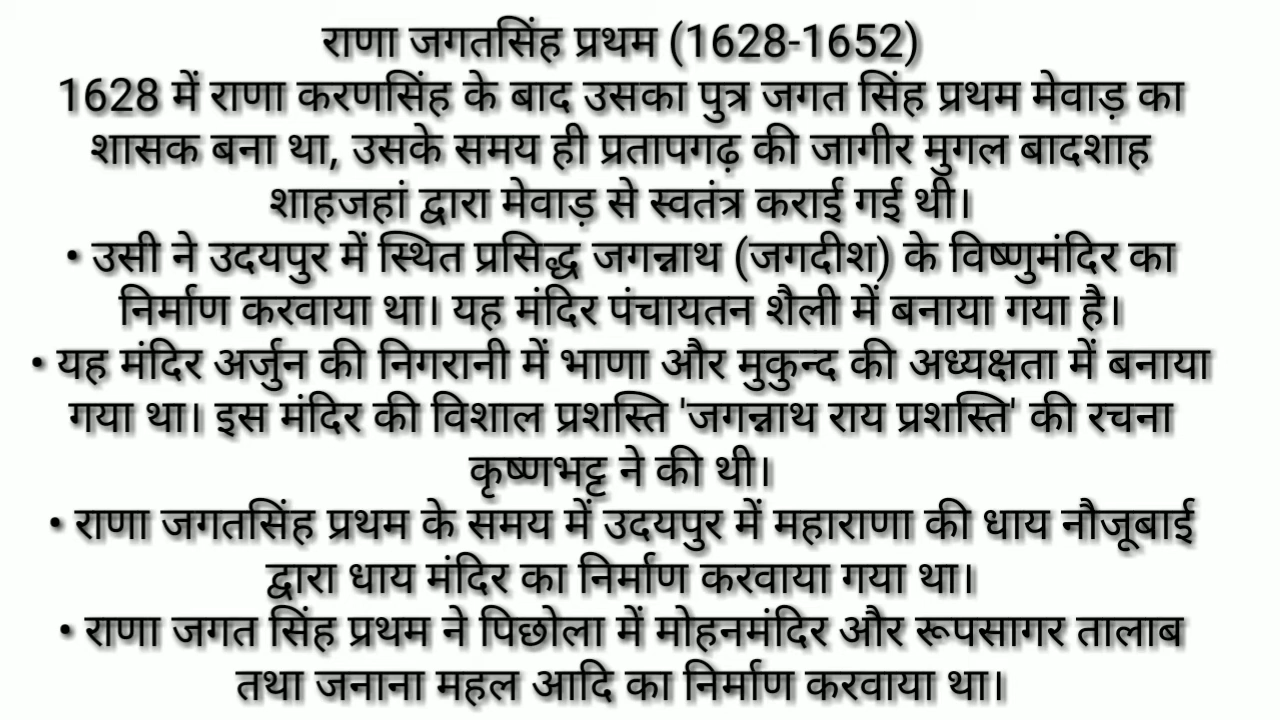 राणा जगतसिंह प्रथम (1628-1652)
1628 में राणा करणसिंह के बाद उसका पुत्र जगत सिंह प्रथम मेवाड़ का
शासक बना था, उसके समय ही प्रतापगढ़ की जागीर मुगल बादशाह
शाहजहां द्वारा मेवाड़ से स्वतंत्र कराई गई थी।
• उसी ने उदयपुर में स्थित प्रसिद्ध जगन्नाथ (जगदीश) के विष्णुमंदिर का
निर्माण करवाया था। यह मंदिर पंचायतन शैली में बनाया गया है।
• यह मंदिर अर्जुन की निगरानी में भाणा और मुकुन्द की अध्यक्षता में बनाया
गया था। इस मंदिर की विशाल प्रशस्ति 'जगन्नाथ राय प्रशस्ति' की रचना
कृष्णभट्ट ने की थी।
• राणा जगतसिंह प्रथम के समय में उदयपुर में महाराणा की धाय नौजूबाई
द्वारा धाय मंदिर का निर्माण करवाया गया था।
• राणा जगत सिंह प्रथम ने पिछोला में मोहनमंदिर और रूपसागर तालाब
तथा जनाना महल आदि का निर्माण करवाया था।